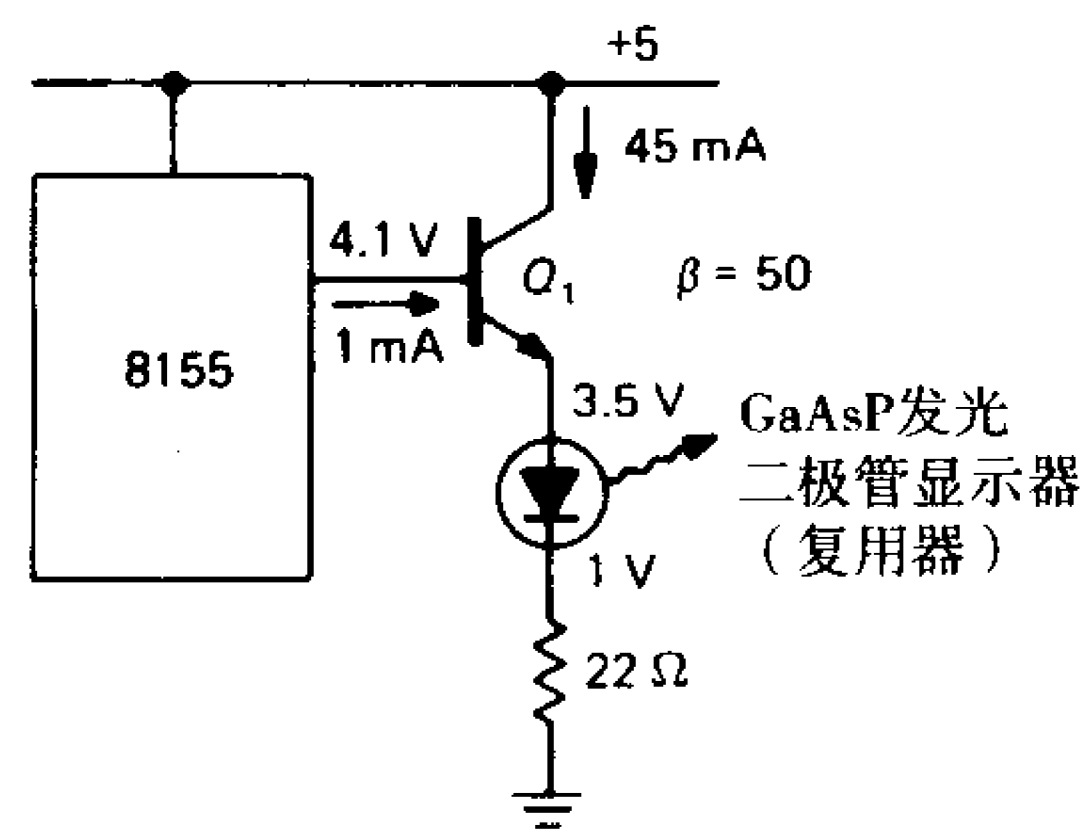 +5
45 mA
4.1 V
Q1
β = 50
1 mA
8155
3.5 V
GaAsP发光
二极管显示器
（复用器）
1 V
22 Ω